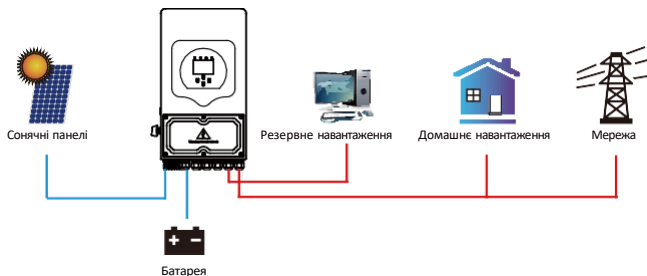 Сонячні панелі
Резервне навантаження
Домашнє навантаження
Мережа
Батарея